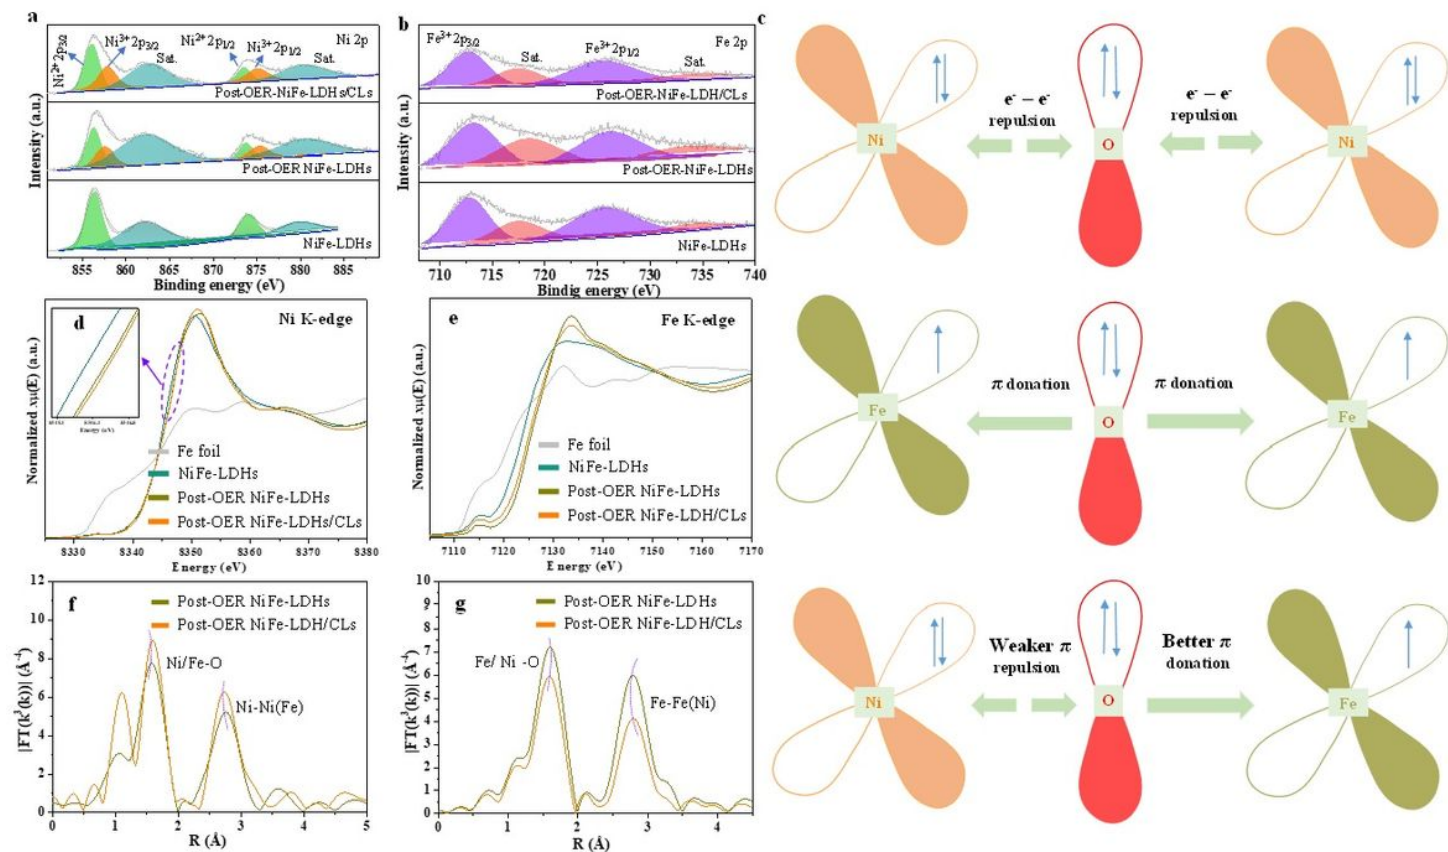 a
Ni²⁺2p₃/₂
Ni³⁺2p₃/₂
Ni²⁺2p₁/₂
Ni³⁺2p₁/₂
Ni 2p
Sat.
Sat.
Post-OER-NiFe-LDHs/CLs
Post-OER NiFe-LDHs
NiFe-LDHs
Intensity (a.u.)
855 860 865 870 875 880 885
Binding energy (eV)
b
Fe³⁺2p₃/₂
Sat.
Fe³⁺2p₁/₂
Fe 2p
Sat.
Post-OER-NiFe-LDH/CLs
Post-OER-NiFe-LDHs
NiFe-LDHs
Intensity (a.u.)
710 715 720 725 730 735 740
Bindig energy (eV)
c
Ni
e⁻ – e⁻
repulsion
O
e⁻ – e⁻
repulsion
Ni
Fe
π donation
O
π donation
Fe
Ni
Weaker π
repulsion
O
Better π
donation
Fe
d
Ni K-edge
Energy (eV)
Fe foil
NiFe-LDHs
Post-OER NiFe-LDHs
Post-OER NiFe-LDHs/CLs
Normalized xμ(E) (a.u.)
8330 8340 8350 8360 8370 8380
Energy (eV)
e
Fe K-edge
Fe foil
NiFe-LDHs
Post-OER NiFe-LDHs
Post-OER NiFe-LDH/CLs
Normalized xμ(E) (a.u.)
7110 7120 7130 7140 7150 7160 7170
Energy (eV)
f
Post-OER NiFe-LDHs
Post-OER NiFe-LDH/CLs
Ni/Fe-O
Ni-Ni(Fe)
|FT(k³(k))| (Å⁻⁴)
12
10
8
6
4
2
0
0 1 2 3 4 5
R (Å)
g
Post-OER NiFe-LDHs
Post-OER NiFe-LDH/CLs
Fe/ Ni -O
Fe-Fe(Ni)
|FT(k³(k))| (Å⁻⁴)
10
9
8
7
6
5
4
3
2
1
0
0 1 2 3 4
R (Å)